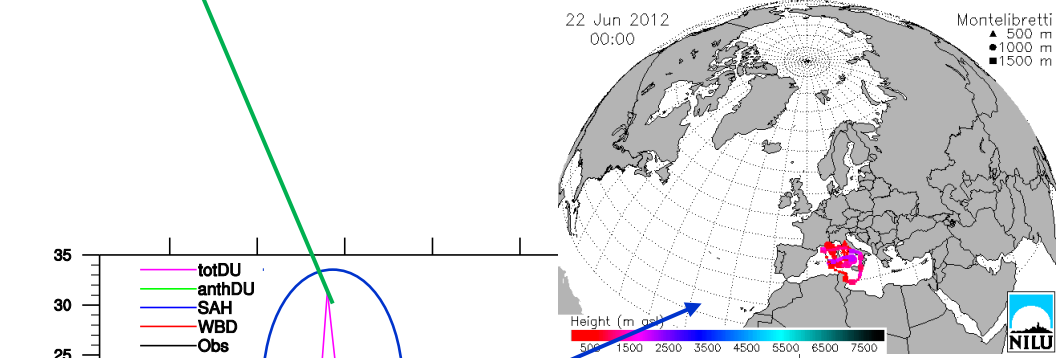 22 Jun 2012
00:00
Montelibretti
▲ 500 m
● 1000 m
■ 1500 m
35
totDU
anthDU
SAH
30
WBD
Obs
25
Height (m asl)
500 1500 2500 3500 4500 5500 6500 7500
NILU